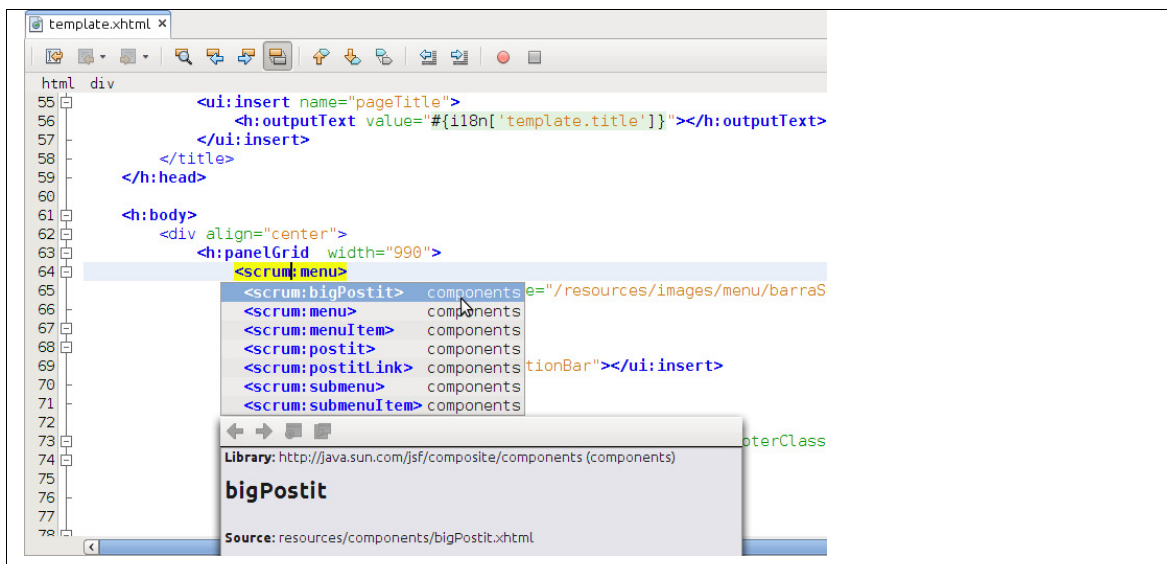 template.xhtml ×
html div
55 <ui:insert name="pageTitle">
56 <h:outputText value="#{i18n['template.title']}"></h:outputText>
57 </ui:insert>
58 </title>
59 </h:head>
60
61 <h:body>
62 <div align="center">
63 <h:panelGrid width="990">
64 <scrum:menu>
65 <scrum:bigPostit> components e="/resources/images/menu/barraS
66 <scrum:menu> components
67 <scrum:menuItem> components
68 <scrum:postit> components
69 <scrum:postitLink> components tionBar"></ui:insert>
70 <scrum:submenu> components
71 <scrum:submenuItem> components
72
73 oterClass
74 Library: http://java.sun.com/jsf/composite/components (components)
75
76 bigPostit
77
78 Source: resources/components/bigPostit.xhtml